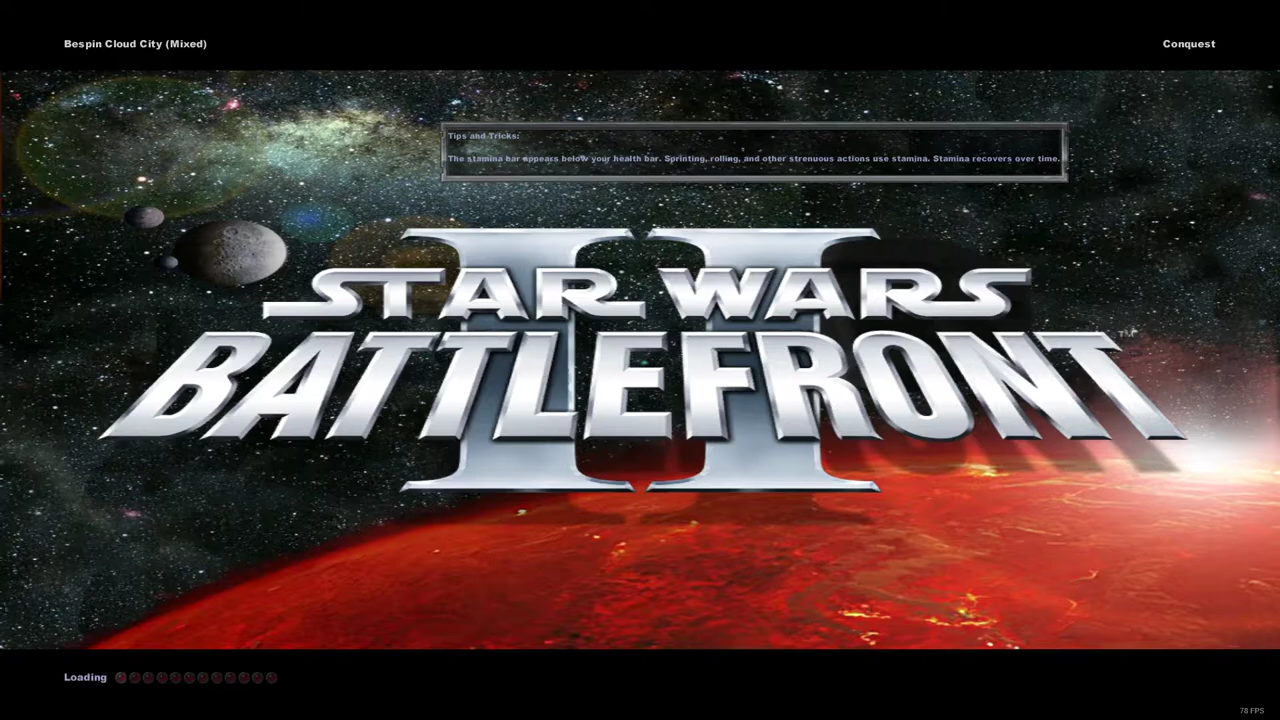 Bespin Cloud City (Mixed)
Conquest
Tips and Tricks:
The stamina bar appears below your health bar. Sprinting, rolling, and other strenuous actions use stamina. Stamina recovers over time.
II
STAR WARS
BATTLEFRONT™
Loading
78 FPS